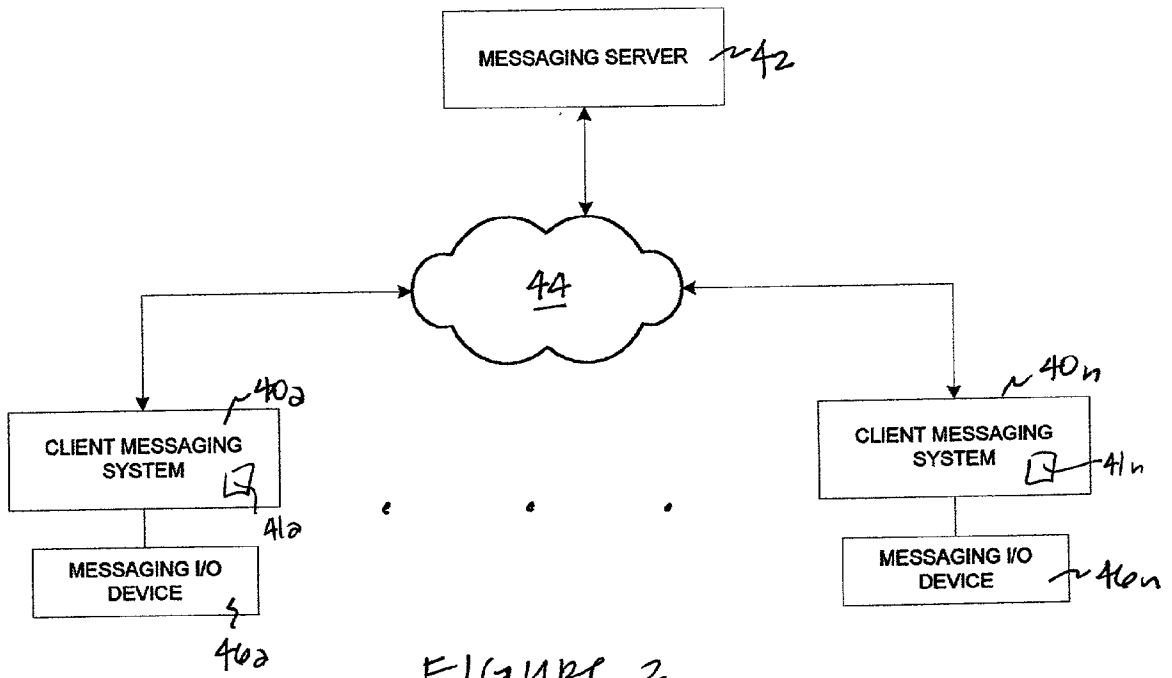 MESSAGING SERVER
42
44
40a
40n
CLIENT MESSAGING
SYSTEM
41a
CLIENT MESSAGING
SYSTEM
41n
MESSAGING I/O
DEVICE
46a
MESSAGING I/O
DEVICE
46n
FIGURE 2